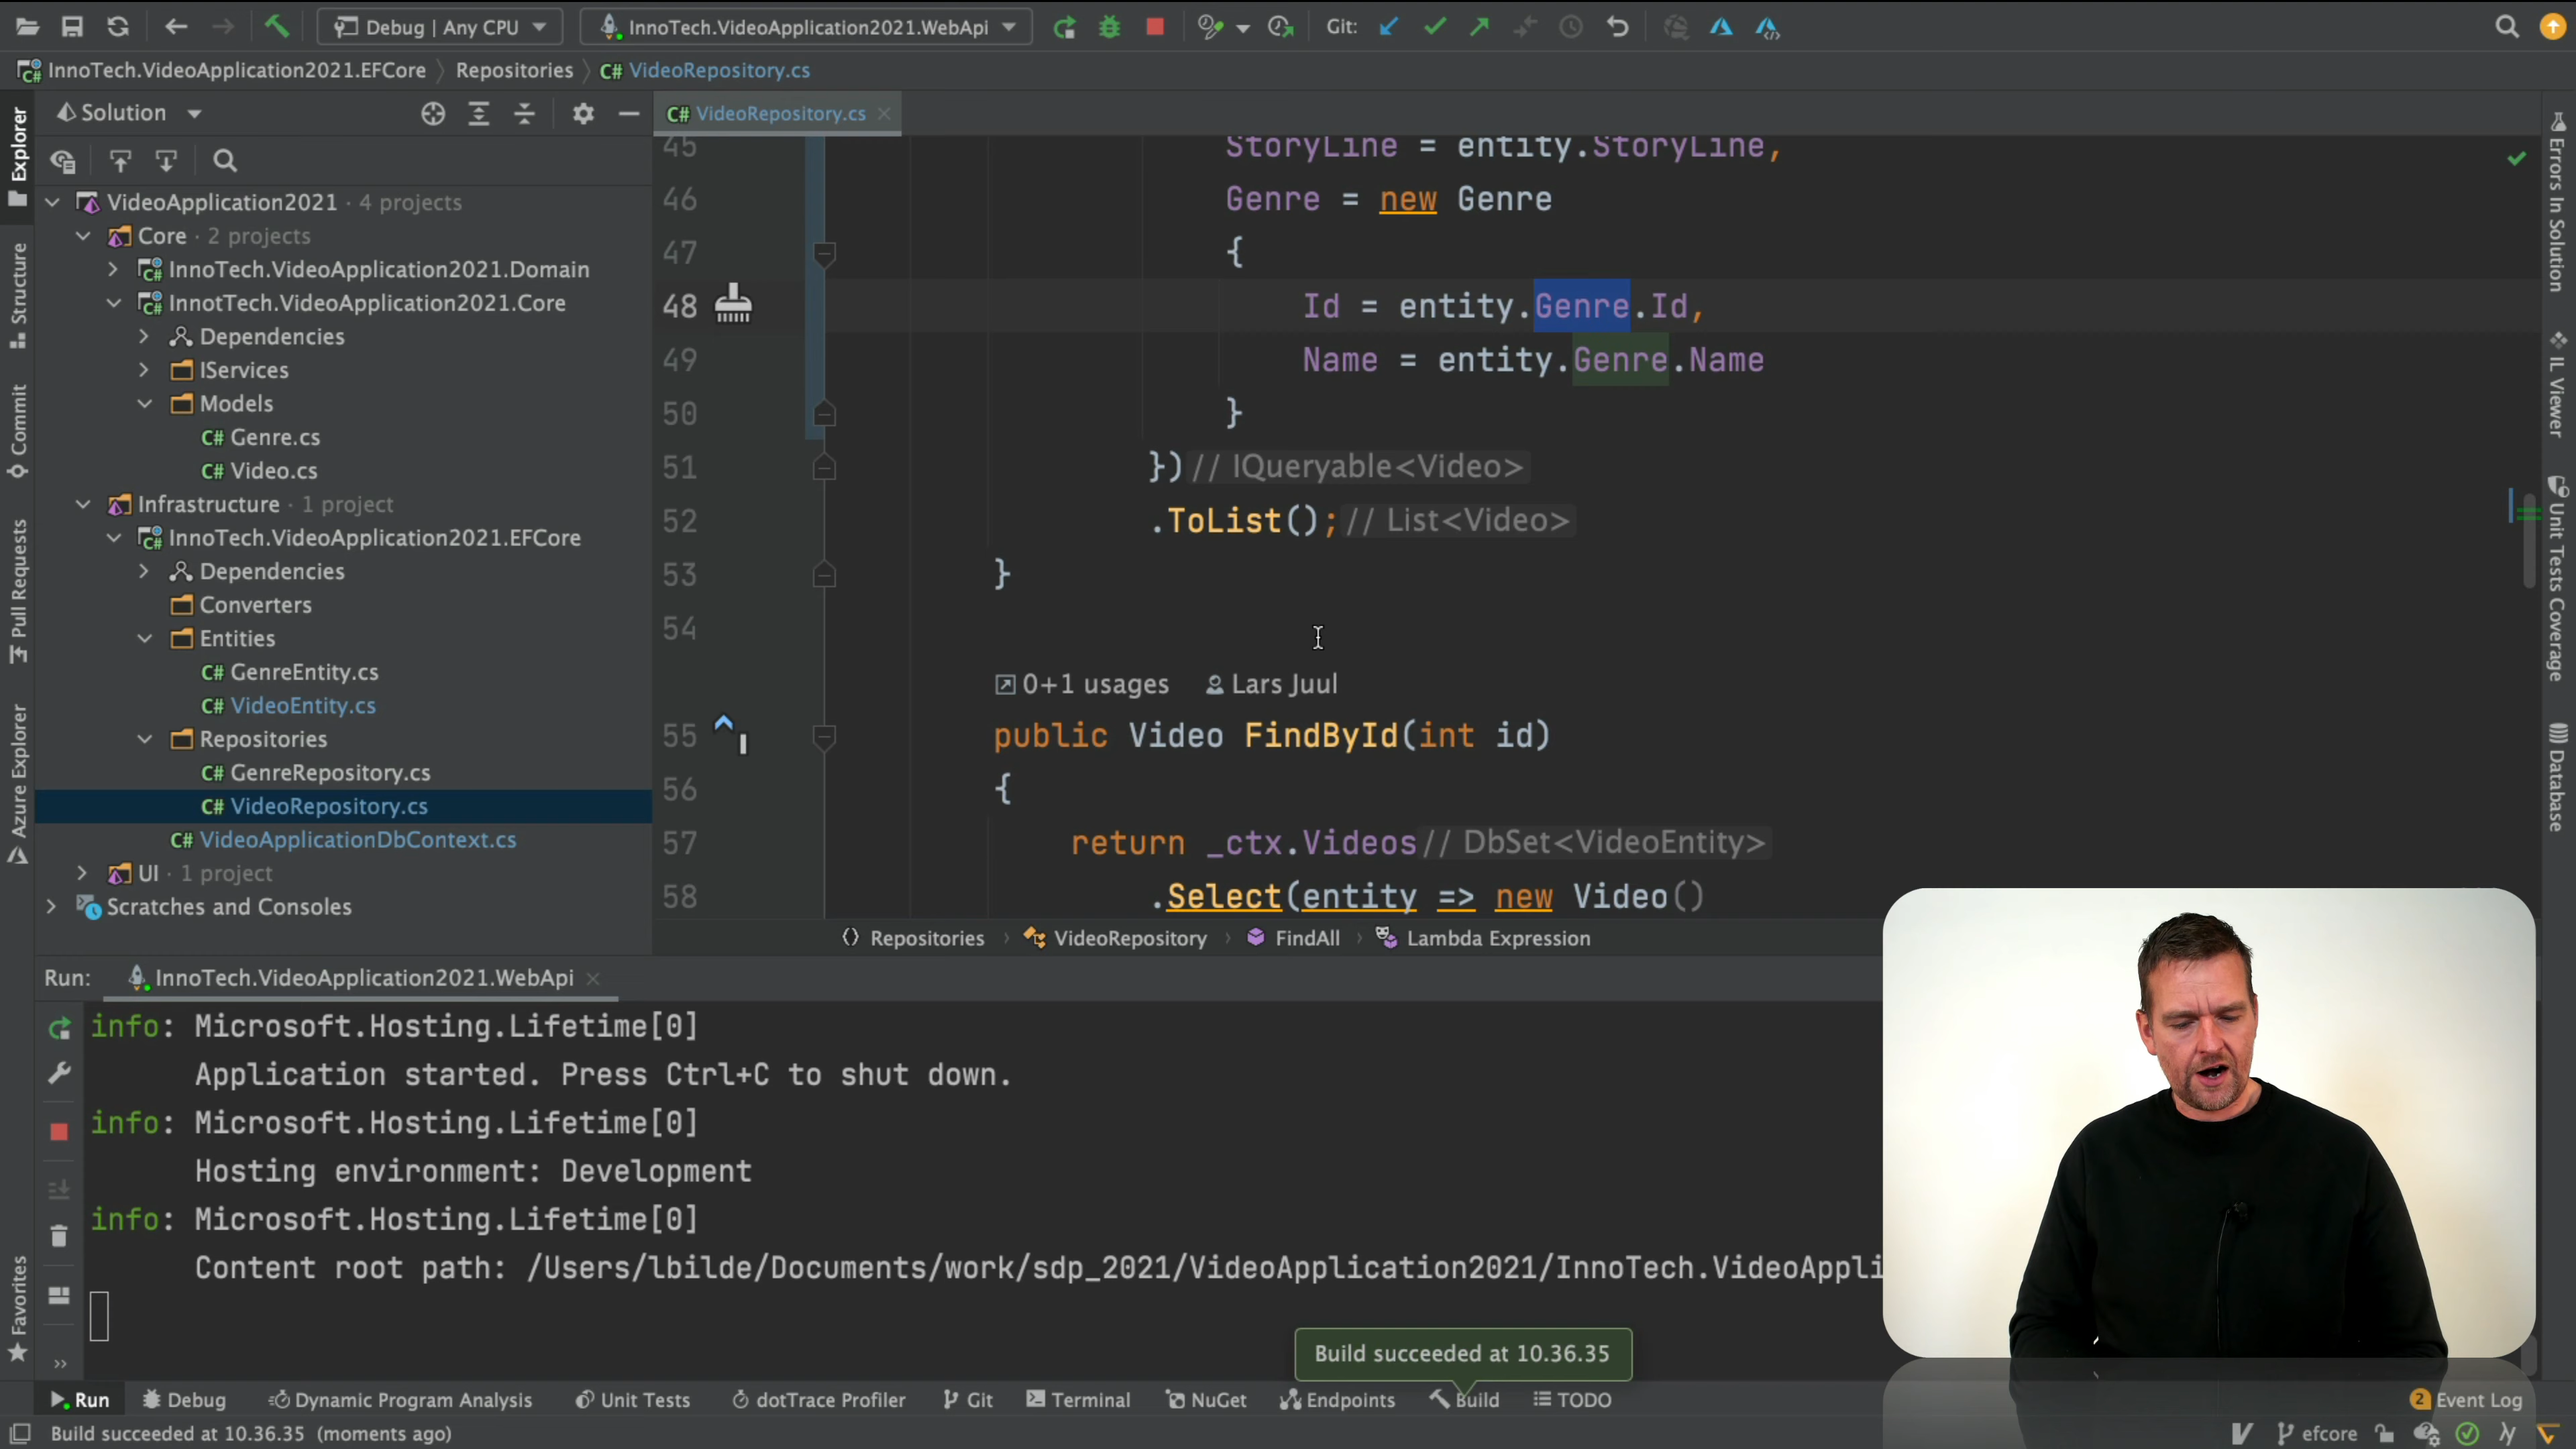 Debug | Any CPU
InnoTech.VideoApplication2021.WebApi
Git:
InnoTech.VideoApplication2021.EFCore
Repositories
C# VideoRepository.cs
Explorer
Structure
Commit
Pull Requests
Azure Explorer
Favorites
Solution
VideoApplication2021 · 4 projects
Core · 2 projects
InnoTech.VideoApplication2021.Domain
InnotTech.VideoApplication2021.Core
Dependencies
IServices
Models
C# Genre.cs
C# Video.cs
Infrastructure · 1 project
InnoTech.VideoApplication2021.EFCore
Dependencies
Converters
Entities
C# GenreEntity.cs
C# VideoEntity.cs
Repositories
C# GenreRepository.cs
C# VideoRepository.cs
C# VideoApplicationDbContext.cs
UI · 1 project
Scratches and Consoles
C# VideoRepository.cs
45 StoryLine = entity.StoryLine,
46 Genre = new Genre
47 {
48 Id = entity.Genre.Id,
49 Name = entity.Genre.Name
50 }
51 }) // IQueryable<Video>
52 .ToList(); // List<Video>
53 }
54
0+1 usages Lars Juul
55 public Video FindById(int id)
56 {
57 return _ctx.Videos // DbSet<VideoEntity>
58 .Select(entity => new Video()
Repositories
VideoRepository
FindAll
Lambda Expression
Errors In Solution
IL Viewer
Unit Tests Coverage
Database
Run:
InnoTech.VideoApplication2021.WebApi
info: Microsoft.Hosting.Lifetime[0]
Application started. Press Ctrl+C to shut down.
info: Microsoft.Hosting.Lifetime[0]
Hosting environment: Development
info: Microsoft.Hosting.Lifetime[0]
Content root path: /Users/lbilde/Documents/work/sdp_2021/VideoApplication2021/InnoTech.VideoAppli
Build succeeded at 10.36.35
Run
Debug
Dynamic Program Analysis
Unit Tests
dotTrace Profiler
Git
Terminal
NuGet
Endpoints
Build
TODO
2 Event Log
Build succeeded at 10.36.35 (moments ago)
efcore